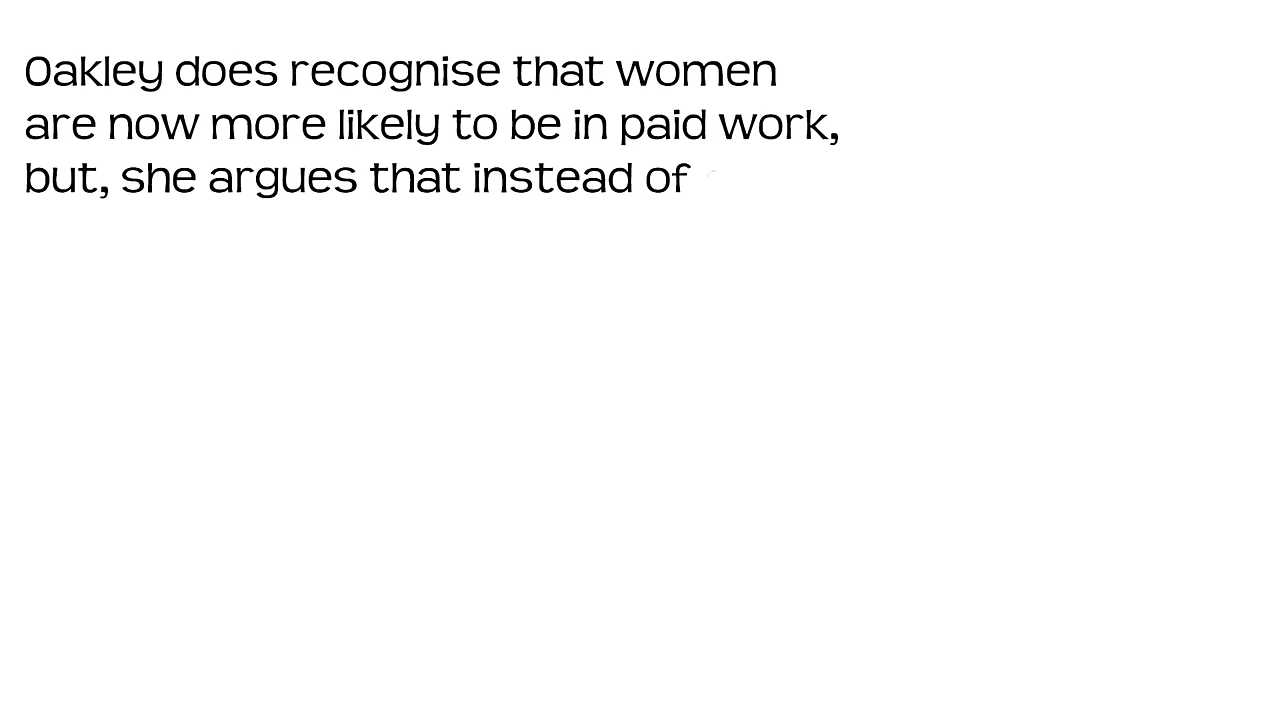 Oakley does recognise that women
are now more likely to be in paid work,
but, she argues that instead of